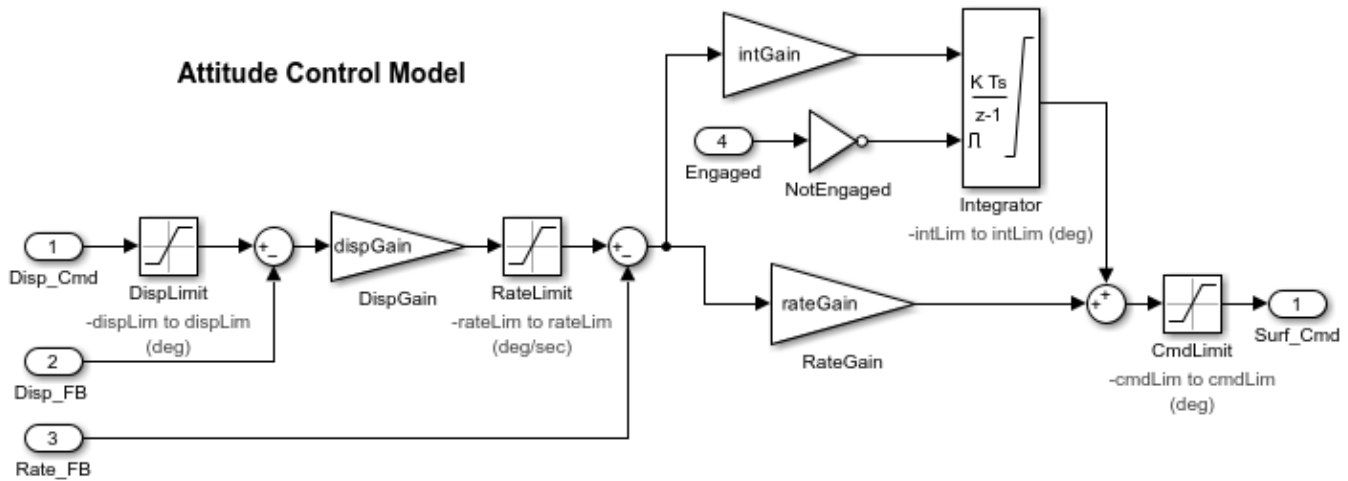 Attitude Control Model
intGain
K Ts
z-1
4
Engaged
NotEngaged
Integrator
-intLim to intLim (deg)
1
Disp_Cmd
DispLimit
-dispLim to dispLim
(deg)
+
−
dispGain
DispGain
RateLimit
-rateLim to rateLim
(deg/sec)
+
−
rateGain
RateGain
+
+
CmdLimit
-cmdLim to cmdLim
(deg)
1
Surf_Cmd
2
Disp_FB
3
Rate_FB